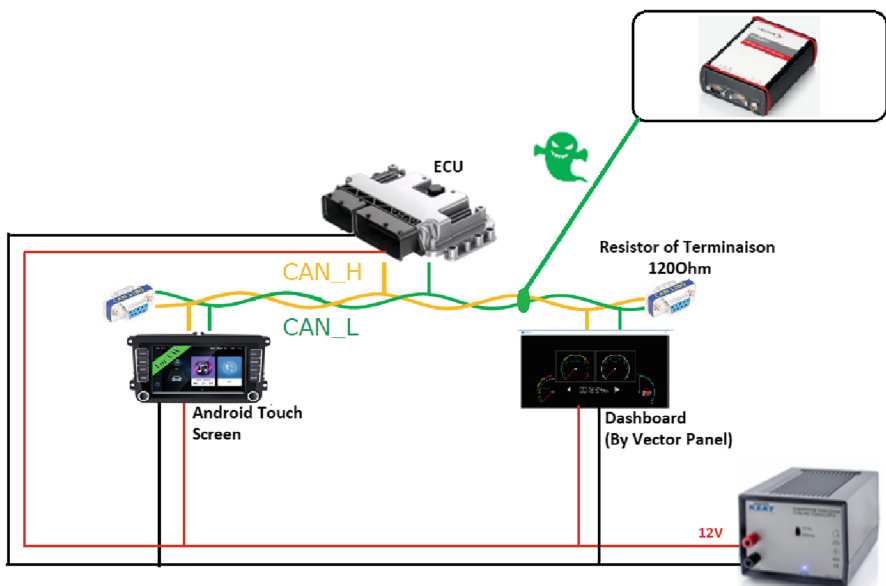 ECU
Resistor of Terminaison
120Ohm
CAN_H
CAN_L
Android Touch
Screen
Dashboard
(By Vector Panel)
12V